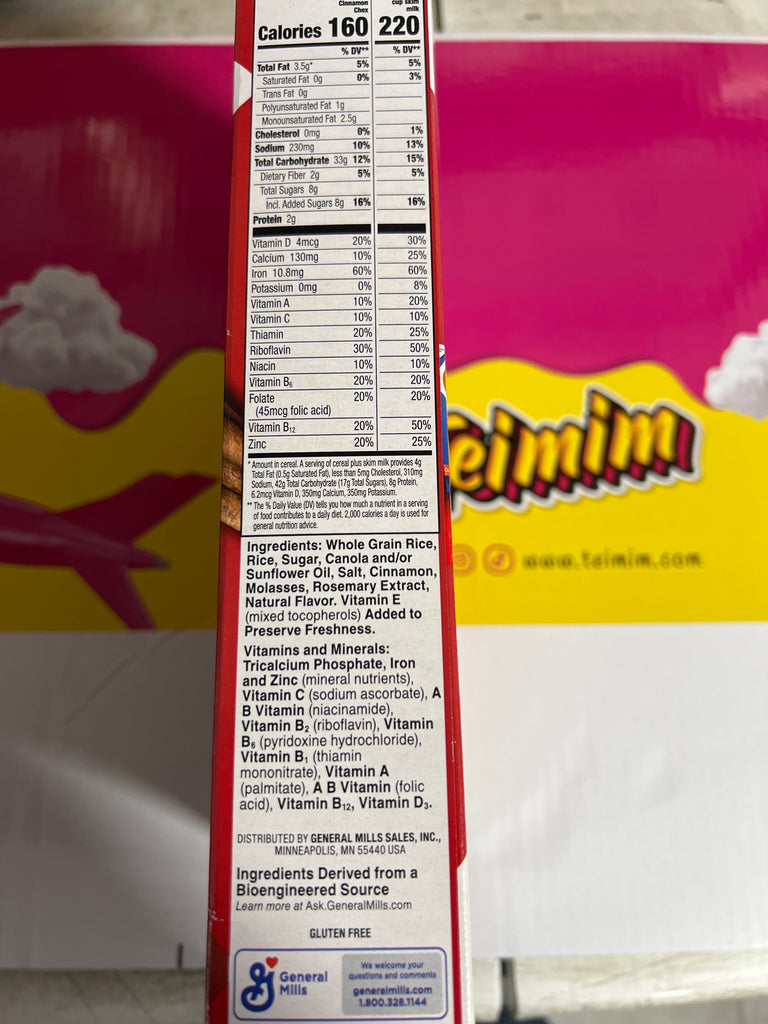 Cinnamon Chex
cup skim milk
Calories 160 220
% DV** % DV**
Total Fat 3.5g* 5% 5%
Saturated Fat 0g 0% 3%
Trans Fat 0g
Polyunsaturated Fat 1g
Monounsaturated Fat 2.5g
Cholesterol 0mg 0% 1%
Sodium 230mg 10% 13%
Total Carbohydrate 33g 12% 15%
Dietary Fiber 2g 5% 5%
Total Sugars 8g
Incl. Added Sugars 8g 16% 16%
Protein 2g
Vitamin D 4mcg 20% 30%
Calcium 130mg 10% 25%
Iron 10.8mg 60% 60%
Potassium 0mg 0% 8%
Vitamin A 10% 20%
Vitamin C 10% 10%
Thiamin 20% 25%
Riboflavin 30% 50%
Niacin 10% 10%
Vitamin B6 20% 20%
Folate 20% 20%
(45mcg folic acid)
Vitamin B12 20% 50%
Zinc 20% 25%
* Amount in cereal. A serving of cereal plus skim milk provides 4g
Total Fat (0.5g Saturated Fat), less than 5mg Cholesterol, 310mg
Sodium, 42g Total Carbohydrate (17g Total Sugars), 8g Protein,
6.2mcg Vitamin D, 350mg Calcium, 350mg Potassium.
** The % Daily Value (DV) tells you how much a nutrient in a serving
of food contributes to a daily diet. 2,000 calories a day is used for
general nutrition advice.
Ingredients: Whole Grain Rice,
Rice, Sugar, Canola and/or
Sunflower Oil, Salt, Cinnamon,
Molasses, Rosemary Extract,
Natural Flavor. Vitamin E
(mixed tocopherols) Added to
Preserve Freshness.
Vitamins and Minerals:
Tricalcium Phosphate, Iron
and Zinc (mineral nutrients),
Vitamin C (sodium ascorbate), A
B Vitamin (niacinamide),
Vitamin B2 (riboflavin), Vitamin
B6 (pyridoxine hydrochloride),
Vitamin B1 (thiamin
mononitrate), Vitamin A
(palmitate), A B Vitamin (folic
acid), Vitamin B12, Vitamin D3.
DISTRIBUTED BY GENERAL MILLS SALES, INC.,
MINNEAPOLIS, MN 55440 USA
Ingredients Derived from a
Bioengineered Source
Learn more at Ask.GeneralMills.com
GLUTEN FREE
G
General
Mills
We welcome your
questions and comments
generalmills.com
1.800.328.1144
teimim
www.teimim.com